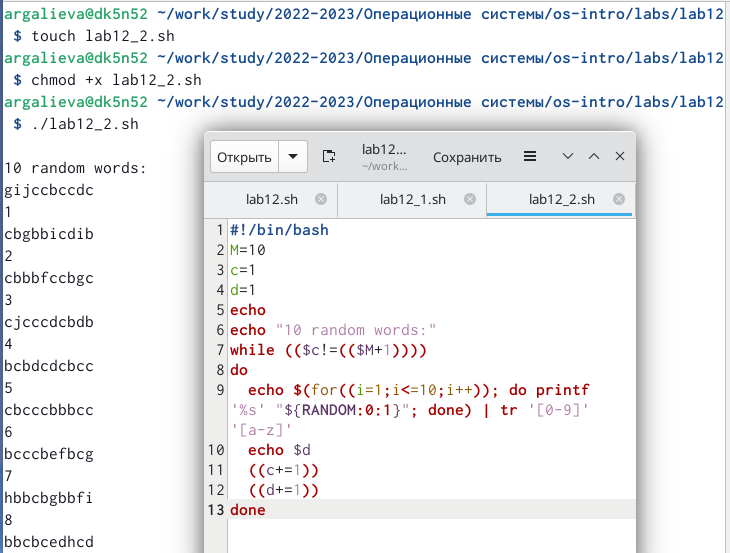 argalieva@dk5n52 ~/work/study/2022-2023/Операционные системы/os-intro/labs/lab12
$ touch lab12_2.sh
argalieva@dk5n52 ~/work/study/2022-2023/Операционные системы/os-intro/labs/lab12
$ chmod +x lab12_2.sh
argalieva@dk5n52 ~/work/study/2022-2023/Операционные системы/os-intro/labs/lab12
$ ./lab12_2.sh
10 random words:
gijccbccdc
1
cbgbbicdib
2
cbbbfccbgc
3
cjcccdcbdb
4
bcbdcdcbcc
5
cbcccbbbcc
6
bcccbefbcg
7
hbbcbgbbfi
8
bbcbcedhcd
Открыть
lab12...
~/work...
Сохранить
lab12.sh
lab12_1.sh
lab12_2.sh
1 #!/bin/bash
2 M=10
3 c=1
4 d=1
5 echo
6 echo "10 random words:"
7 while (($c!=(($M+1))))
8 do
9 echo $(for((i=1;i<=10;i++)); do printf
'%s' "${RANDOM:0:1}"; done) | tr '[0-9]'
'[a-z]'
10 echo $d
11 ((c+=1))
12 ((d+=1))
13 done